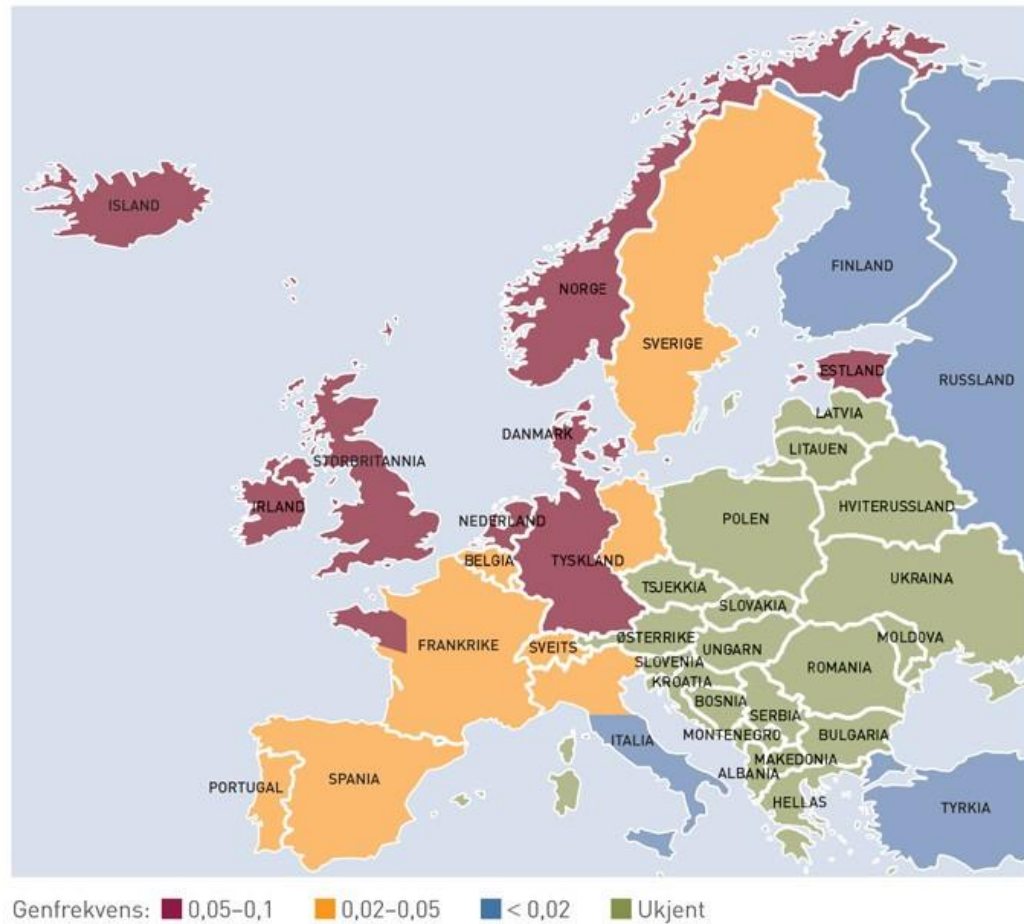 ISLAND
NORGE
FINLAND
SVERIGE
ESTLAND
RUSSLAND
LATVIA
DANMARK
LITAUEN
STORBRITANNIA
IRLAND
NEDERLAND
POLEN
HVITERUSSLAND
BELGIA
TYSKLAND
UKRAINA
TSJEKKIA
SLOVAKIA
FRANKRIKE
SVEITS
ØSTERRIKE
UNGARN
MOLDOVA
SLOVENIA
ROMANIA
KROATIA
BOSNIA
SERBIA
ITALIA
MONTENEGRO
BULGARIA
MAKEDONIA
ALBANIA
PORTUGAL
SPANIA
HELLAS
TYRKIA
Genfrekvens: 0,05–0,1 0,02–0,05 < 0,02 Ukjent